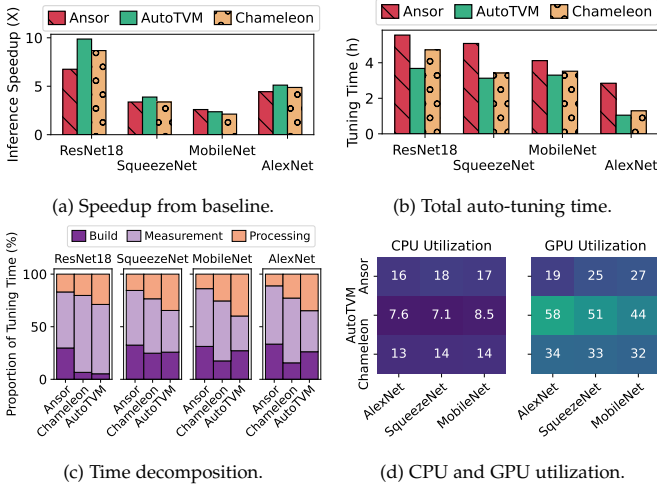 Ansor AutoTVM Chameleon
Inference Speedup (X)
10
5
0
ResNet18 MobileNet
SqueezeNet AlexNet
(a) Speedup from baseline.
Ansor AutoTVM Chameleon
Tuning Time (h)
4
2
0
ResNet18 MobileNet
SqueezeNet AlexNet
(b) Total auto-tuning time.
Build Measurement Processing
Proportion of Tuning Time (%)
ResNet18 SqueezeNet MobileNet AlexNet
100
50
0
Ansor Chameleon AutoTVM Ansor Chameleon AutoTVM Ansor Chameleon AutoTVM Ansor Chameleon AutoTVM
(c) Time decomposition.
CPU Utilization GPU Utilization
Ansor
AutoTVM
Chameleon
16 18 17 19 25 27
7.6 7.1 8.5 58 51 44
13 14 14 34 33 32
AlexNet SqueezeNet MobileNet AlexNet SqueezeNet MobileNet
(d) CPU and GPU utilization.